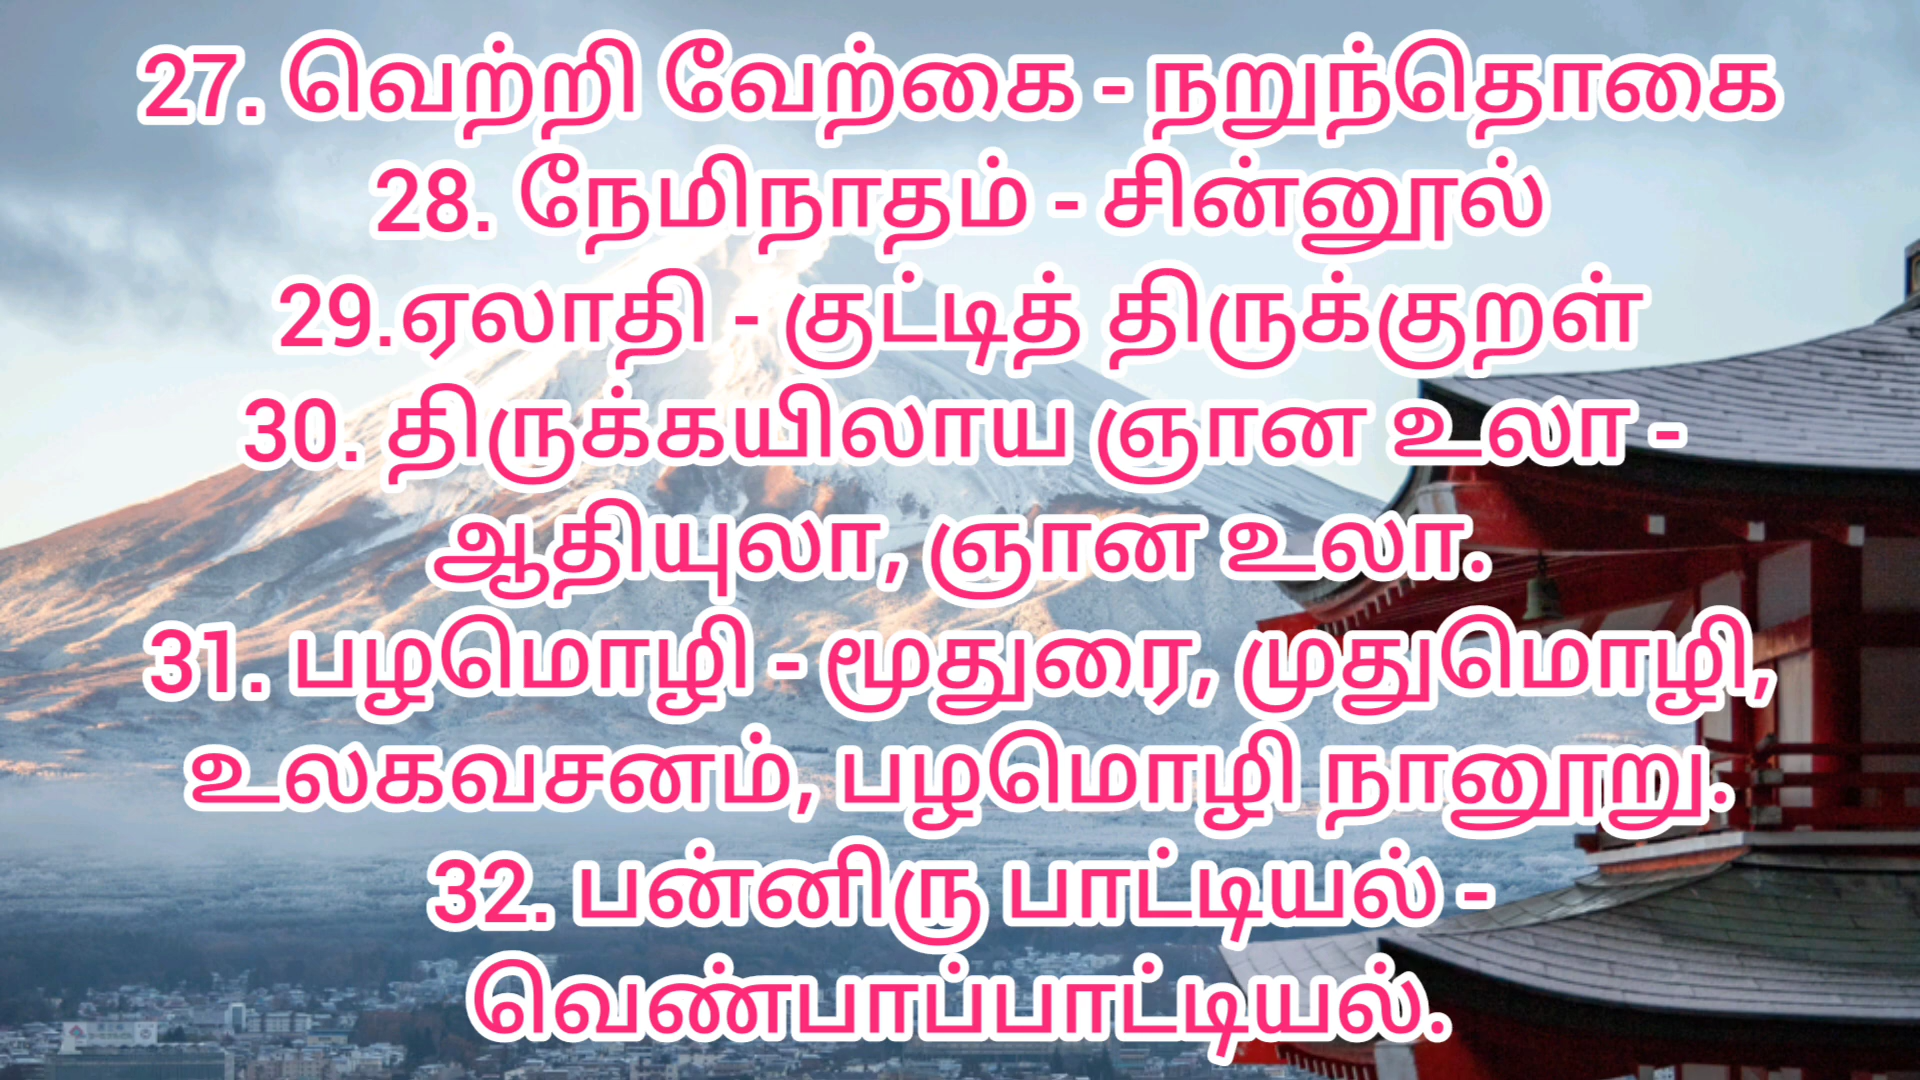 27. வெற்றி வேற்கை - நறுந்தொகை
28. நேமிநாதம் - சின்னூல்
29.ஏலாதி - குட்டித் திருக்குறள்
30. திருக்கயிலாய ஞான உலா -
ஆதியுலா, ஞான உலா.
31. பழமொழி - மூதுரை, முதுமொழி,
உலகவசனம், பழமொழி நானூறு.
32. பன்னிரு பாட்டியல் -
வெண்பாப்பாட்டியல்.